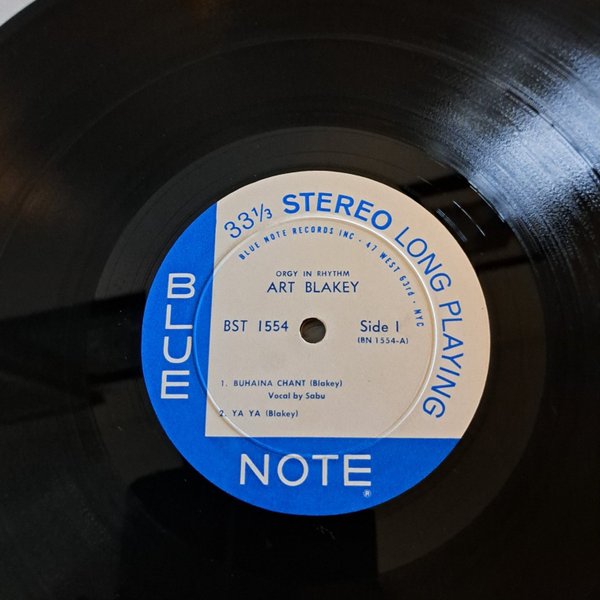 33⅓ STEREO LONG PLAYING
BLUE NOTE RECORDS INC · 47 WEST 63rd · NYC
ORGY IN RHYTHM
ART BLAKEY
BST 1554
Side 1
(BN 1554-A)
1. BUHAINA CHANT (Blakey)
Vocal by Sabu
2. YA YA (Blakey)
BLUE
NOTE
®